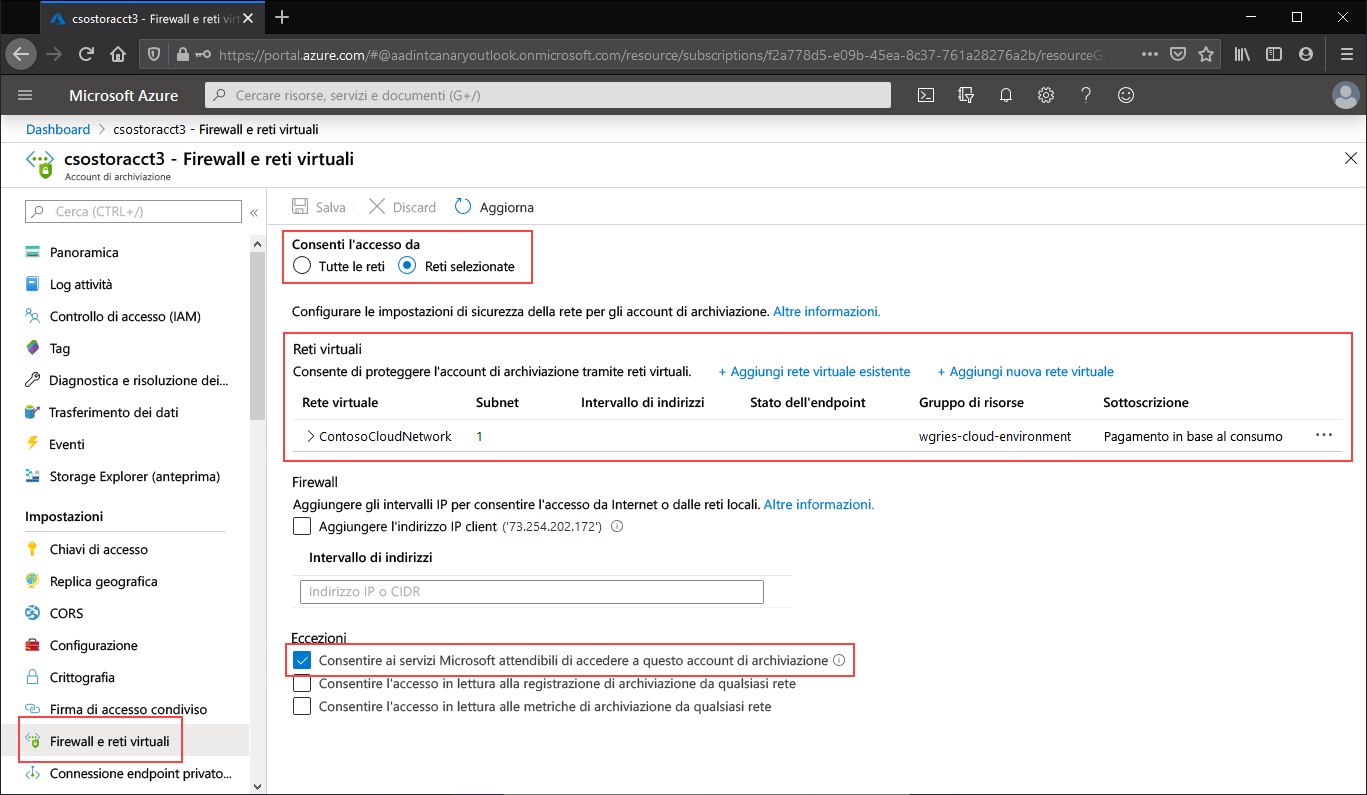 csostoracct3 - Firewall e reti virt
https://portal.azure.com/#@aadintcanaryoutlook.onmicrosoft.com/resource/subscriptions/f2a778d5-e09b-45ea-8c37-761a28276a2b/resourceG
Microsoft Azure
Cercare risorse, servizi e documenti (G+/)
Dashboard > csostoracct3 - Firewall e reti virtuali
csostoracct3 - Firewall e reti virtuali
Account di archiviazione
Cerca (CTRL+/)
«
Panoramica
Log attività
Controllo di accesso (IAM)
Tag
Diagnostica e risoluzione dei...
Trasferimento dei dati
Eventi
Storage Explorer (anteprima)
Impostazioni
Chiavi di accesso
Replica geografica
CORS
Configurazione
Crittografia
Firma di accesso condiviso
Firewall e reti virtuali
Connessione endpoint privato...
Salva Discard Aggiorna
Consenti l'accesso da
Tutte le reti Reti selezionate
Configurare le impostazioni di sicurezza della rete per gli account di archiviazione. Altre informazioni.
Reti virtuali
Consente di proteggere l'account di archiviazione tramite reti virtuali. + Aggiungi rete virtuale esistente + Aggiungi nuova rete virtuale
Rete virtuale Subnet Intervallo di indirizzi Stato dell'endpoint Gruppo di risorse Sottoscrizione
ContosoCloudNetwork 1 wgries-cloud-environment Pagamento in base al consumo ...
Firewall
Aggiungere gli intervalli IP per consentire l'accesso da Internet o dalle reti locali. Altre informazioni.
Aggiungere l'indirizzo IP client ('73.254.202.172')
Intervallo di indirizzi
Indirizzo IP o CIDR
Eccezioni
Consentire ai servizi Microsoft attendibili di accedere a questo account di archiviazione
Consentire l'accesso in lettura alla registrazione di archiviazione da qualsiasi rete
Consentire l'accesso in lettura alle metriche di archiviazione da qualsiasi rete